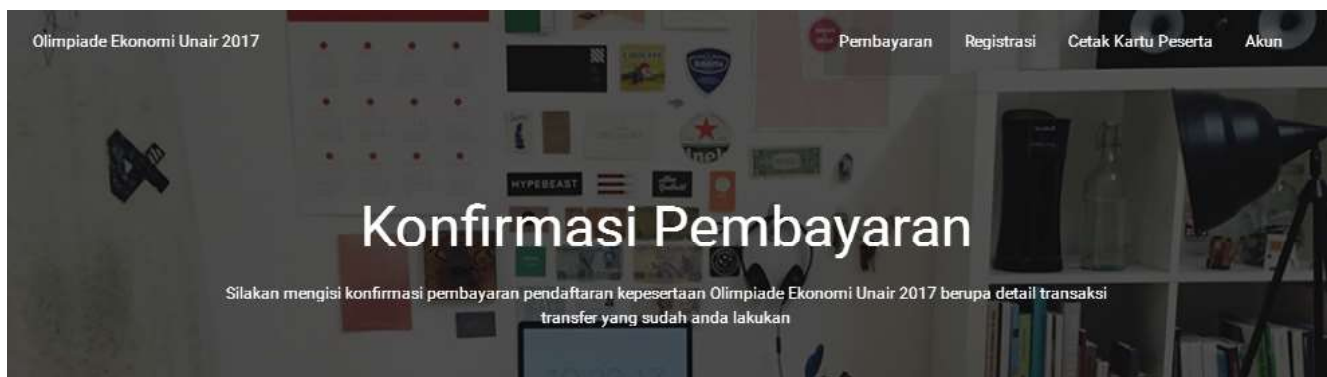 Olimpiade Ekonomi Unair 2017
Pembayaran Registrasi Cetak Kartu Peserta Akun
HYPEBEAST
Konfirmasi Pembayaran
Silakan mengisi konfirmasi pembayaran pendaftaran kepesertaan Olimpiade Ekonomi Unair 2017 berupa detail transaksi
transfer yang sudah anda lakukan